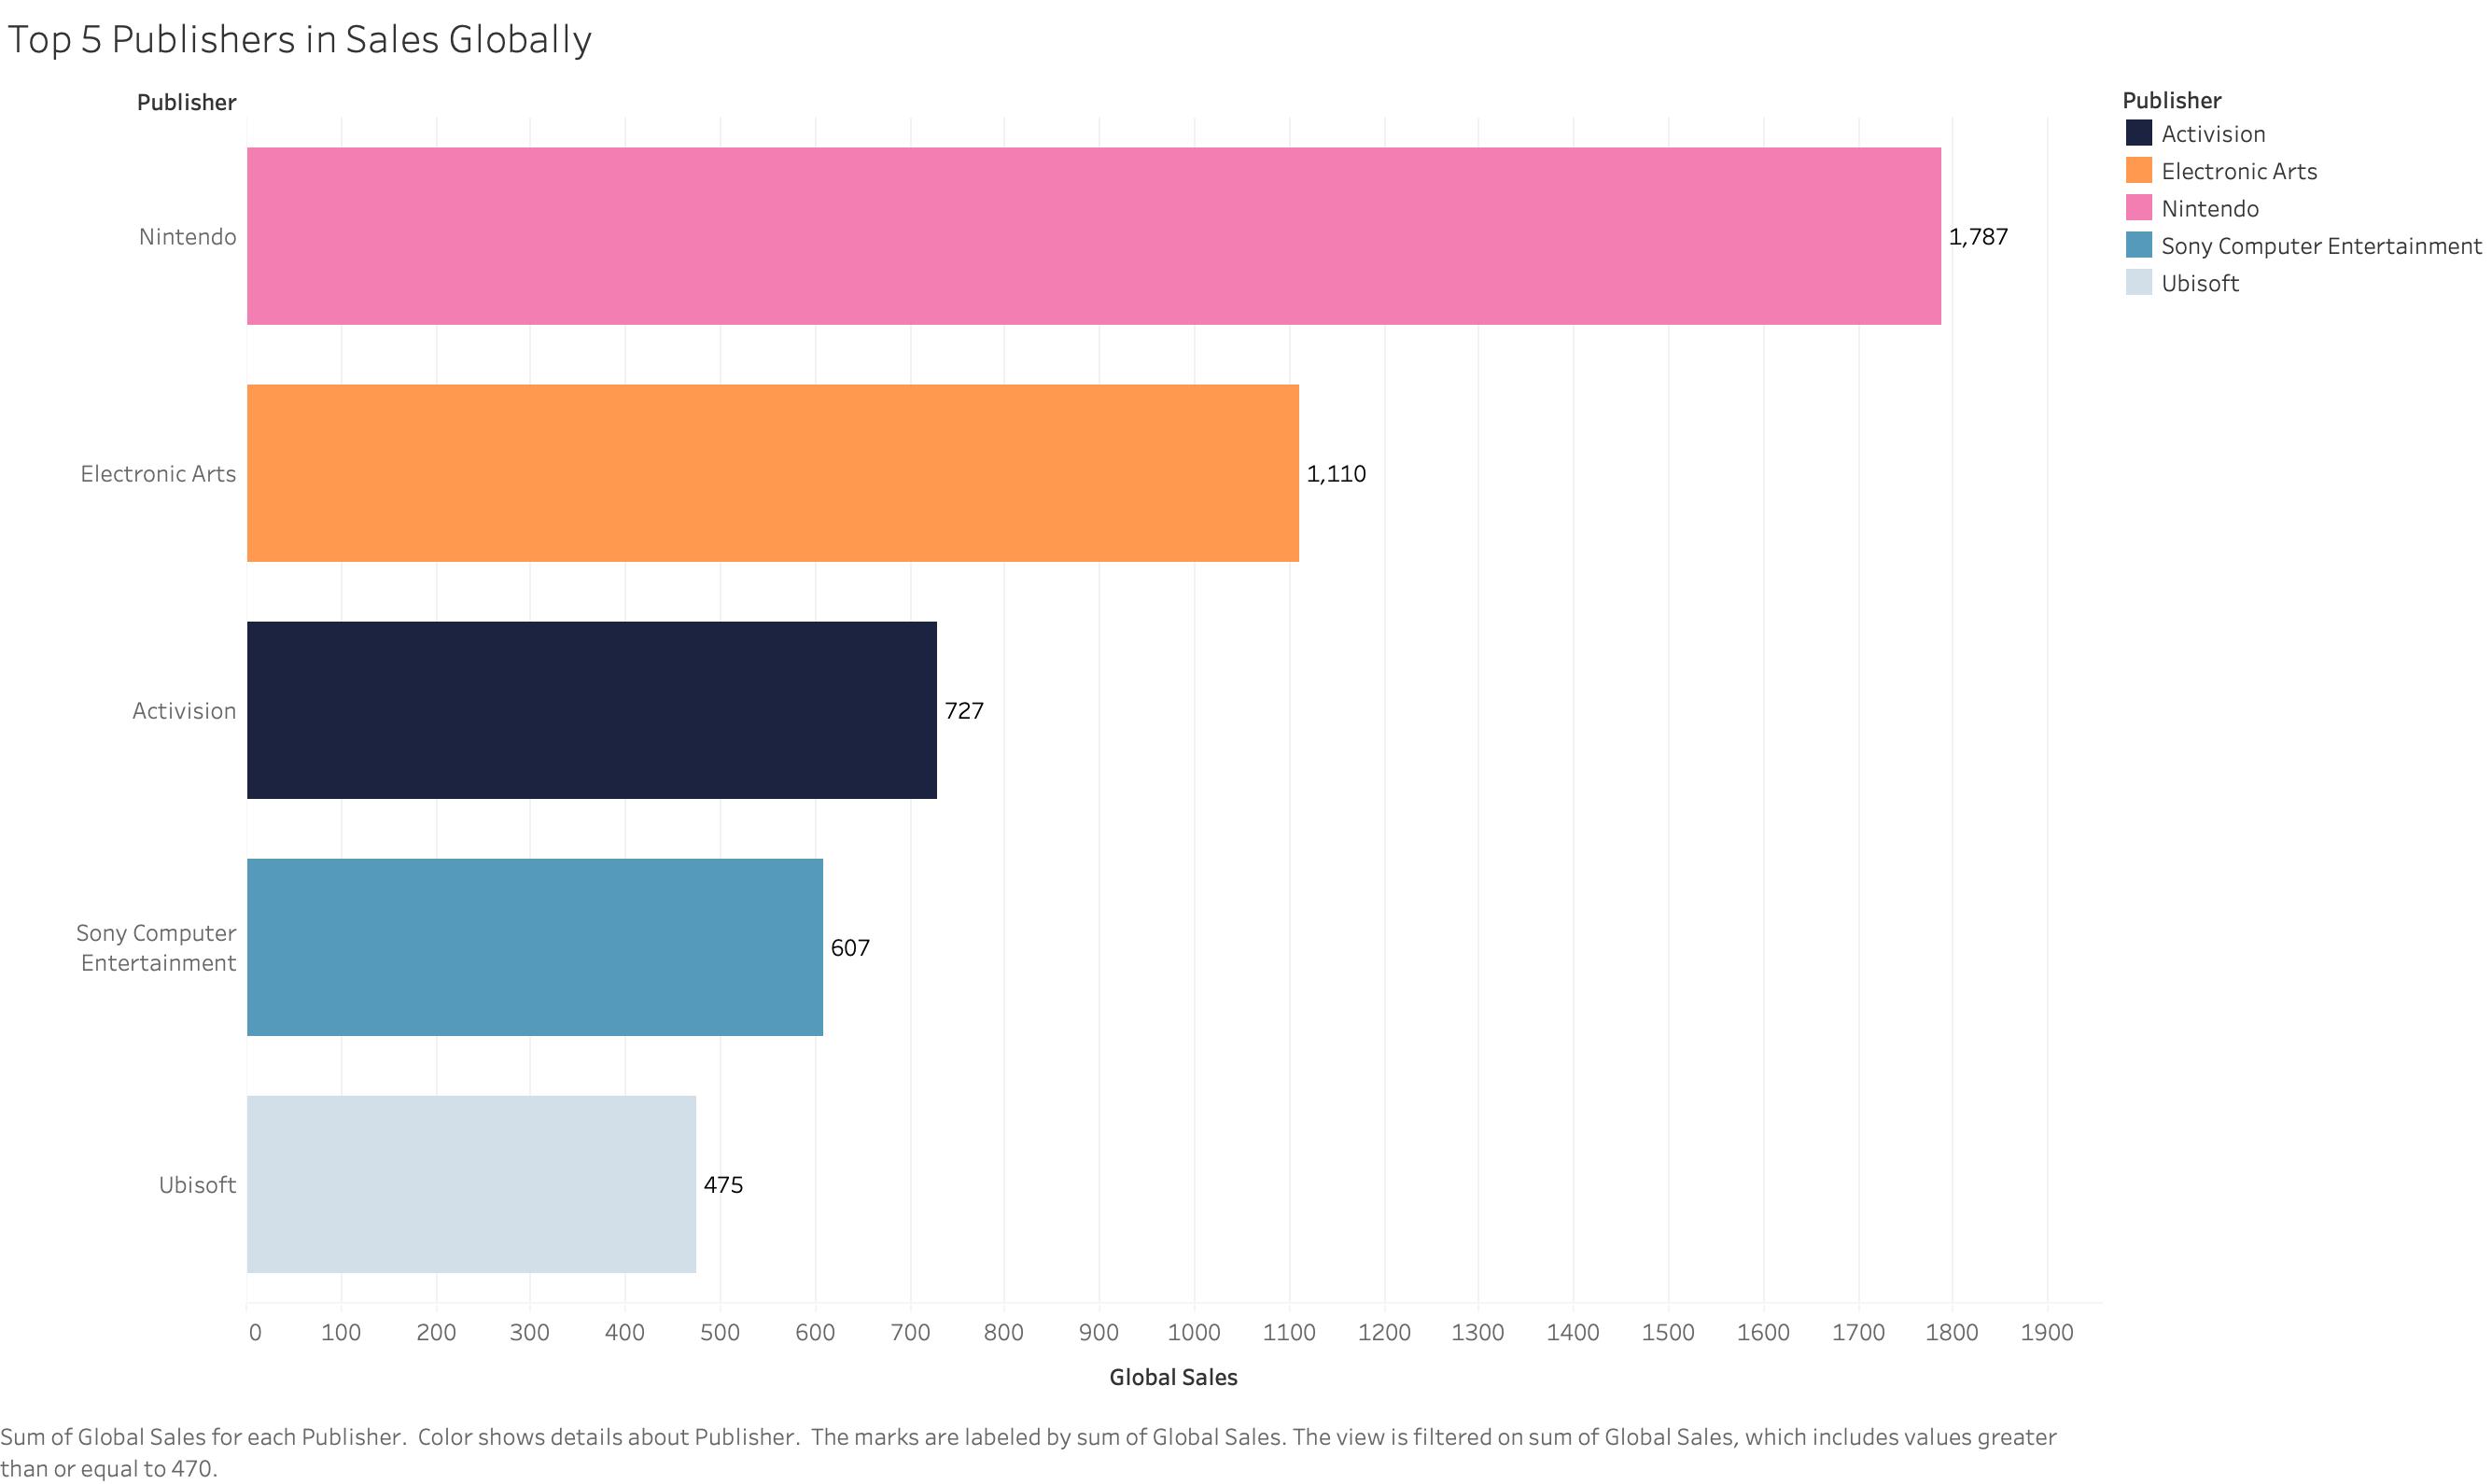 Top 5 Publishers in Sales Globally
Publisher
Nintendo
1,787
Electronic Arts
1,110
Activision
727
Sony Computer
Entertainment
607
Ubisoft
475
0 100 200 300 400 500 600 700 800 900 1000 1100 1200 1300 1400 1500 1600 1700 1800 1900
Global Sales
Publisher
Activision
Electronic Arts
Nintendo
Sony Computer Entertainment
Ubisoft
Sum of Global Sales for each Publisher.  Color shows details about Publisher.  The marks are labeled by sum of Global Sales. The view is filtered on sum of Global Sales, which includes values greater
than or equal to 470.